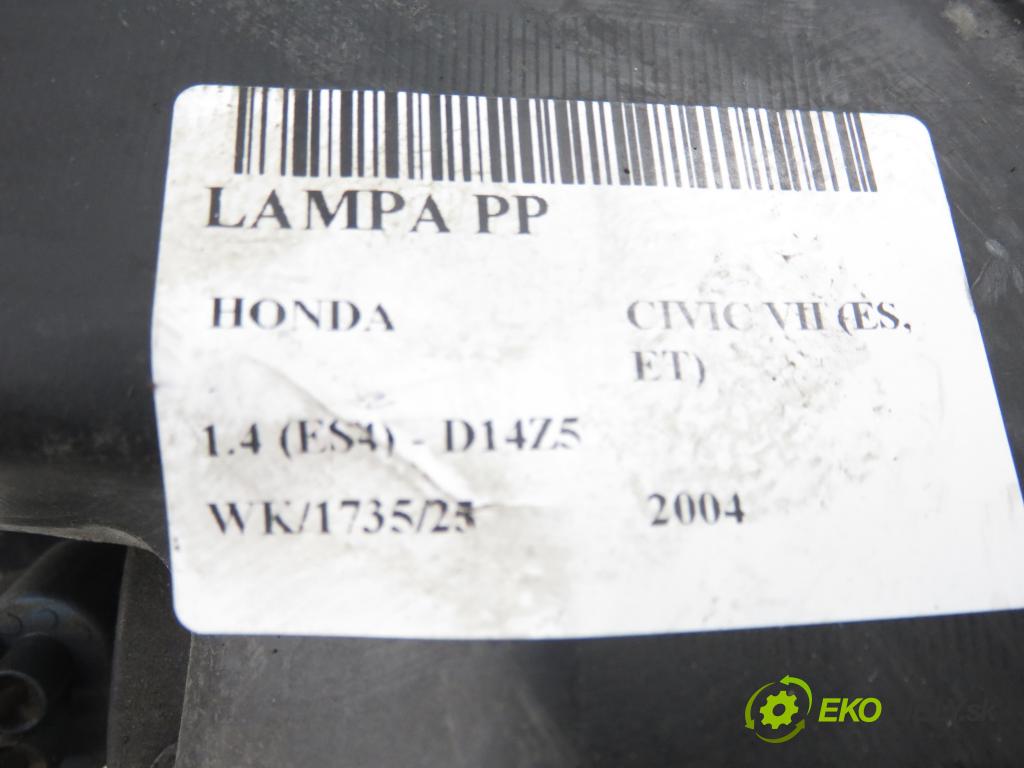 LAMPA PP
HONDA
CIVIC VII (ES,
ET)
1.4 (ES4) - D14Z5
WK/1735/25
2004
EKO